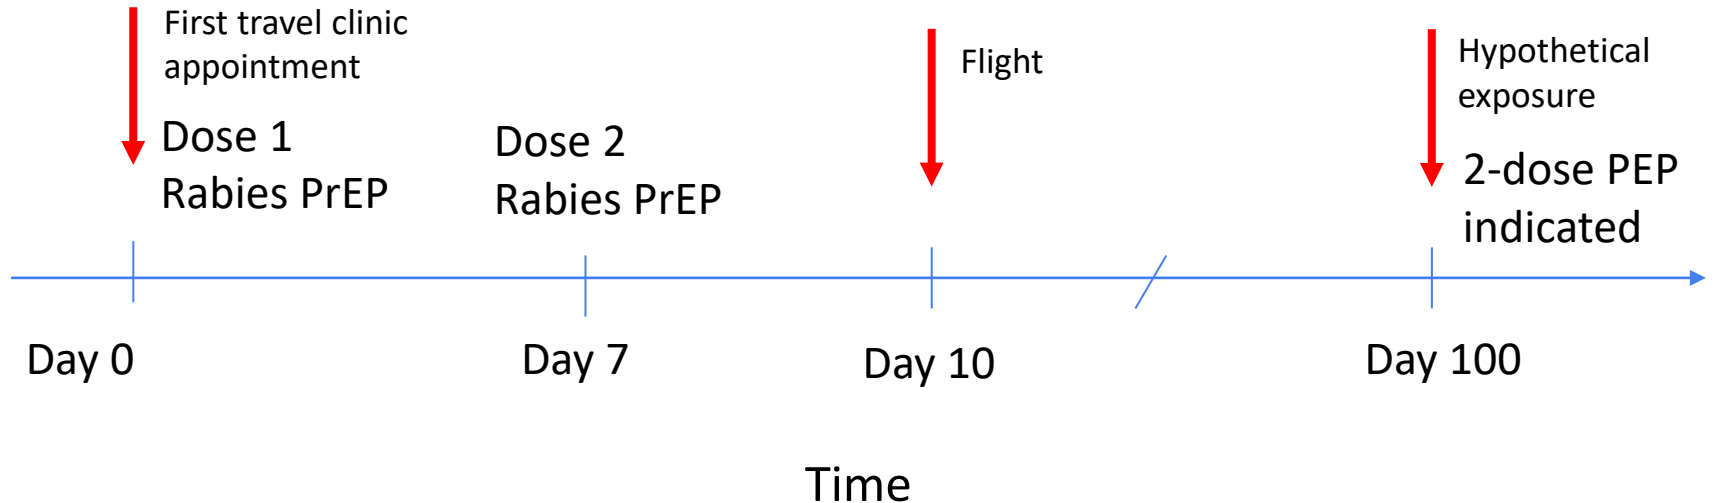 First travel clinic
appointment
Dose 1
Rabies PrEP
Dose 2
Rabies PrEP
Flight
Hypothetical
exposure
2-dose PEP
indicated
Day 0
Day 7
Day 10
Day 100
Time